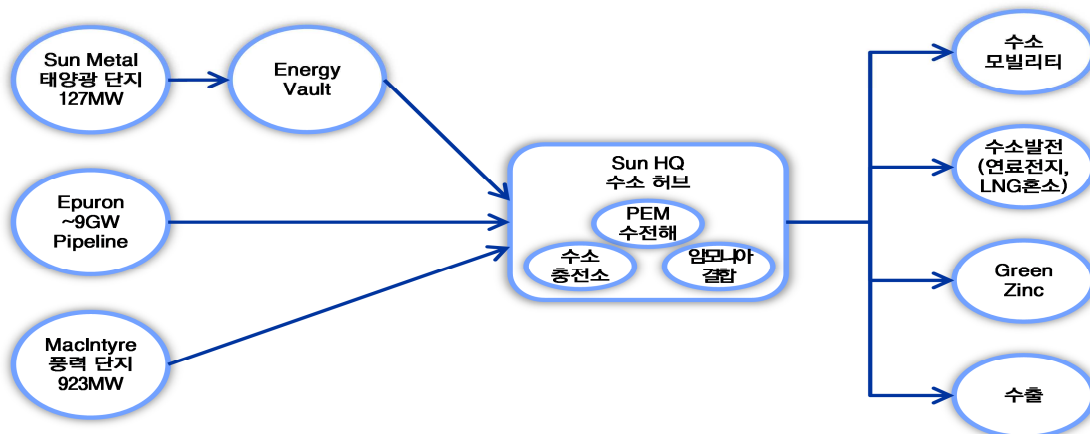 Sun Metal
태양광 단지
127MW
Energy
Vault
Epuron
~9GW
Pipeline
MacIntyre
풍력 단지
923MW
Sun HQ
수소 허브
PEM
수전해
수소
충전소
암모니아
결합
수소
모빌리티
수소발전
(연료전지,
LNG혼소)
Green
Zinc
수출